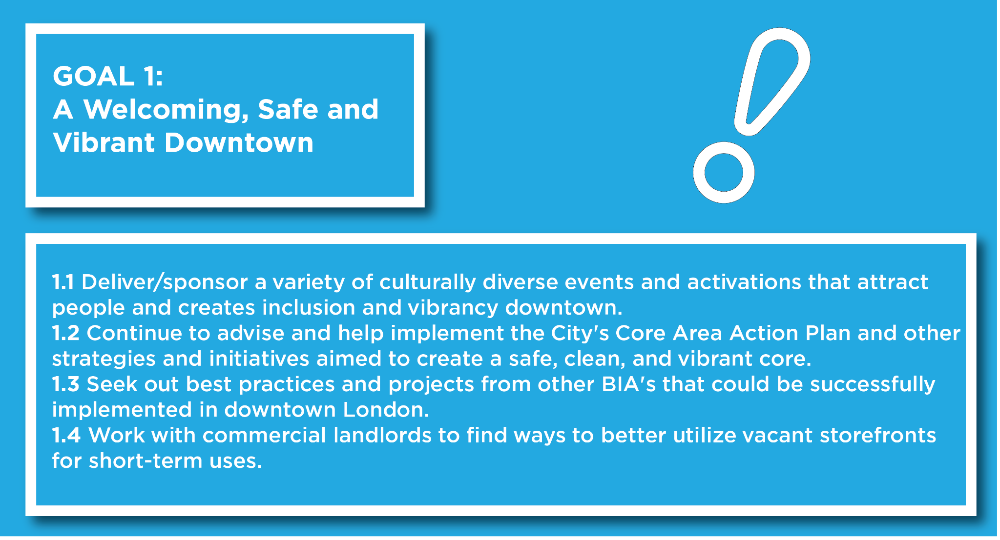 GOAL 1:
A Welcoming, Safe and
Vibrant Downtown
1.1 Deliver/sponsor a variety of culturally diverse events and activations that attract
people and creates inclusion and vibrancy downtown.
1.2 Continue to advise and help implement the City's Core Area Action Plan and other
strategies and initiatives aimed to create a safe, clean, and vibrant core.
1.3 Seek out best practices and projects from other BIA's that could be successfully
implemented in downtown London.
1.4 Work with commercial landlords to find ways to better utilize vacant storefronts
for short-term uses.